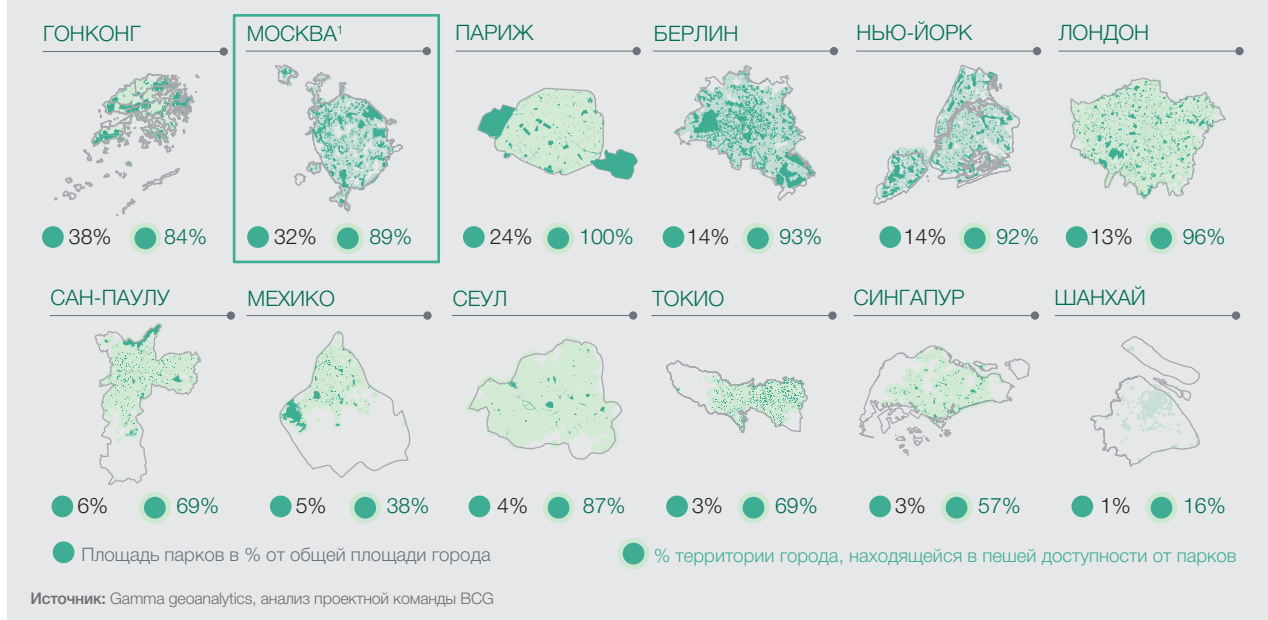 ГОНКОНГ МОСКВА¹ ПАРИЖ БЕРЛИН НЬЮ-ЙОРК ЛОНДОН
38% 84% 32% 89% 24% 100% 14% 93% 14% 92% 13% 96%
САН-ПАУЛУ МЕХИКО СЕУЛ ТОКИО СИНГАПУР ШАНХАЙ
6% 69% 5% 38% 4% 87% 3% 69% 3% 57% 1% 16%
Площадь парков в % от общей площади города % территории города, находящейся в пешей доступности от парков
Источник: Gamma geoanalytics, анализ проектной команды BCG